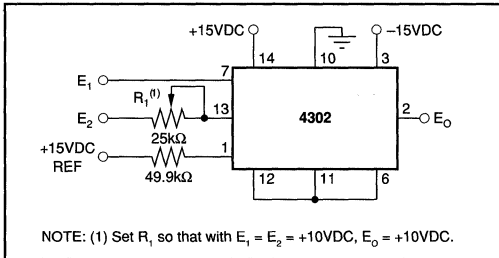 +15VDC
−15VDC
14
10
3
E1
7
R1(1)
E2
13
4302
2
EO
25kΩ
+15VDC
REF
1
49.9kΩ
12
11
6
NOTE: (1) Set R1 so that with E1 = E2 = +10VDC, EO = +10VDC.